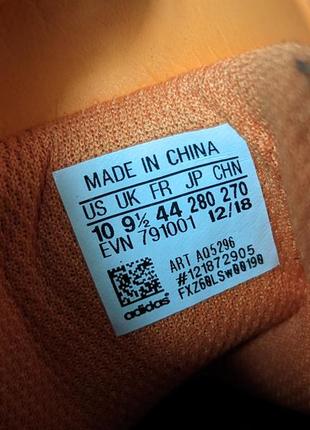 MADE IN CHINA
US UK FR JP CHN
10 9½ 44 280 270
EVN 791001 12/18
ART AQ5296
#121872905
FXZ60LSW00190
adidas